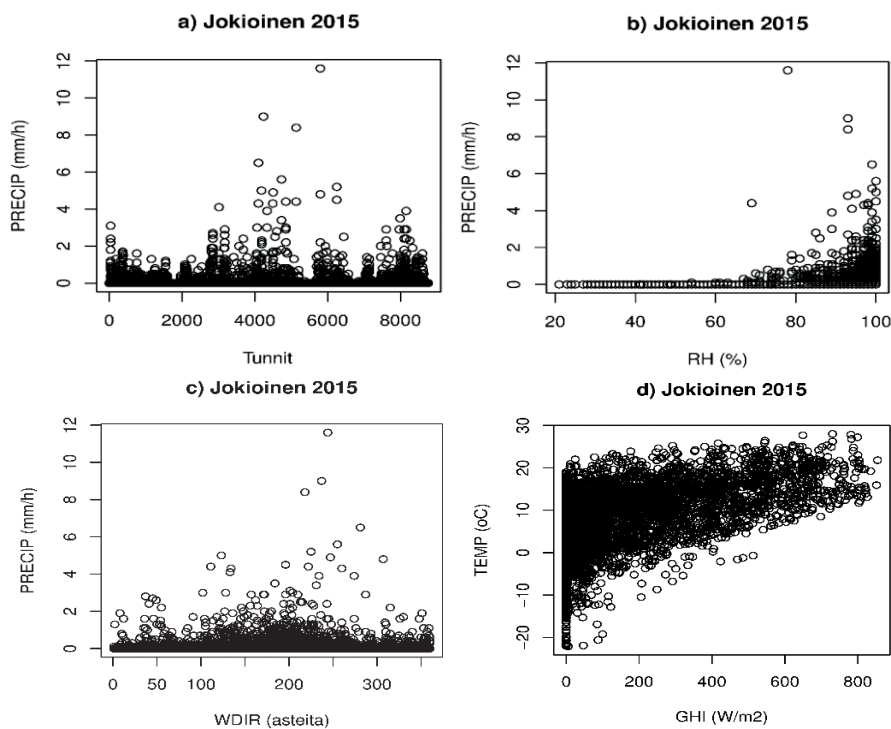 a) Jokioinen 2015
PRECIP (mm/h)
12
10
8
6
4
2
0
0 2000 4000 6000 8000
Tunnit
b) Jokioinen 2015
PRECIP (mm/h)
12
10
8
6
4
2
0
20 40 60 80 100
RH (%)
c) Jokioinen 2015
PRECIP (mm/h)
12
10
8
6
4
2
0
0 50 100 200 300
WDIR (asteita)
d) Jokioinen 2015
TEMP (oC)
30
20
10
0
-10
-20
0 200 400 600 800
GHI (W/m2)